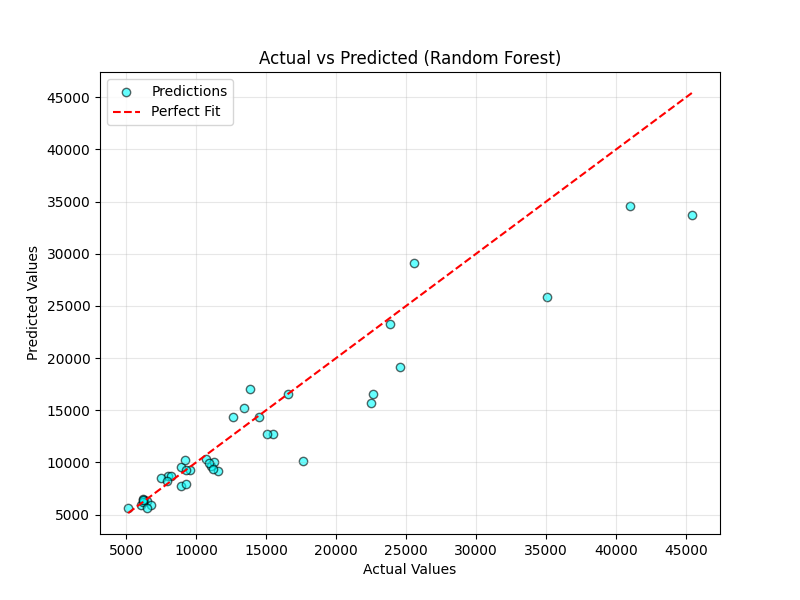 Actual vs Predicted (Random Forest)
Predictions
Perfect Fit
45000
40000
35000
30000
25000
20000
15000
10000
5000
Predicted Values
5000 10000 15000 20000 25000 30000 35000 40000 45000
Actual Values